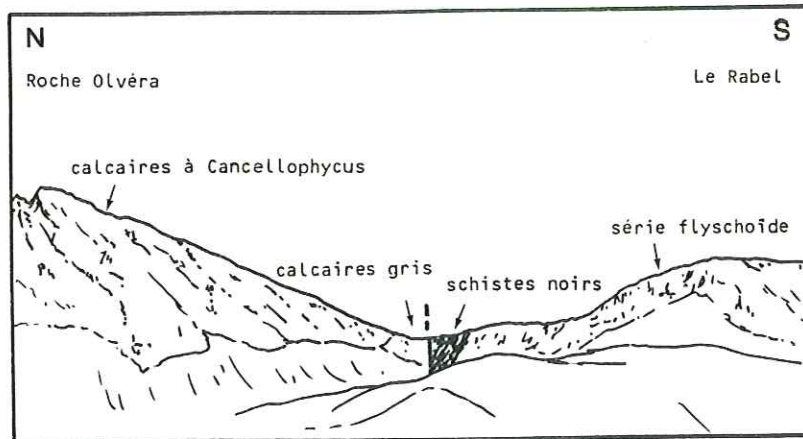 N
S
Roche Olvéra
Le Rabel
calcaires à Cancellophycus
série flyschoïde
calcaires gris
schistes noirs